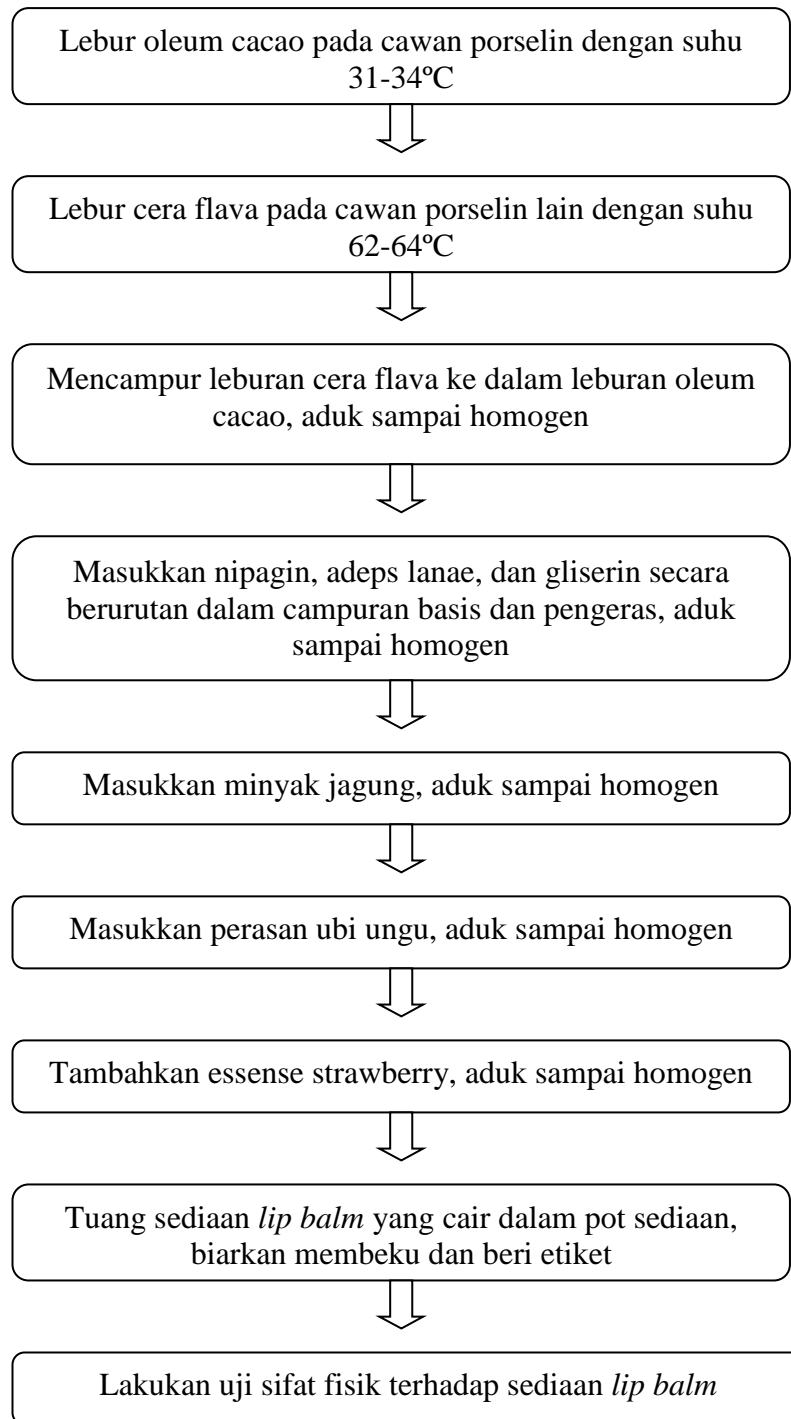 Lebur oleum cacao pada cawan porselin dengan suhu
31-34ºC
Lebur cera flava pada cawan porselin lain dengan suhu
62-64ºC
Mencampur leburan cera flava ke dalam leburan oleum
cacao, aduk sampai homogen
Masukkan nipagin, adeps lanae, dan gliserin secara
berurutan dalam campuran basis dan pengeras, aduk
sampai homogen
Masukkan minyak jagung, aduk sampai homogen
Masukkan perasan ubi ungu, aduk sampai homogen
Tambahkan essense strawberry, aduk sampai homogen
Tuang sediaan lip balm yang cair dalam pot sediaan,
biarkan membeku dan beri etiket
Lakukan uji sifat fisik terhadap sediaan lip balm